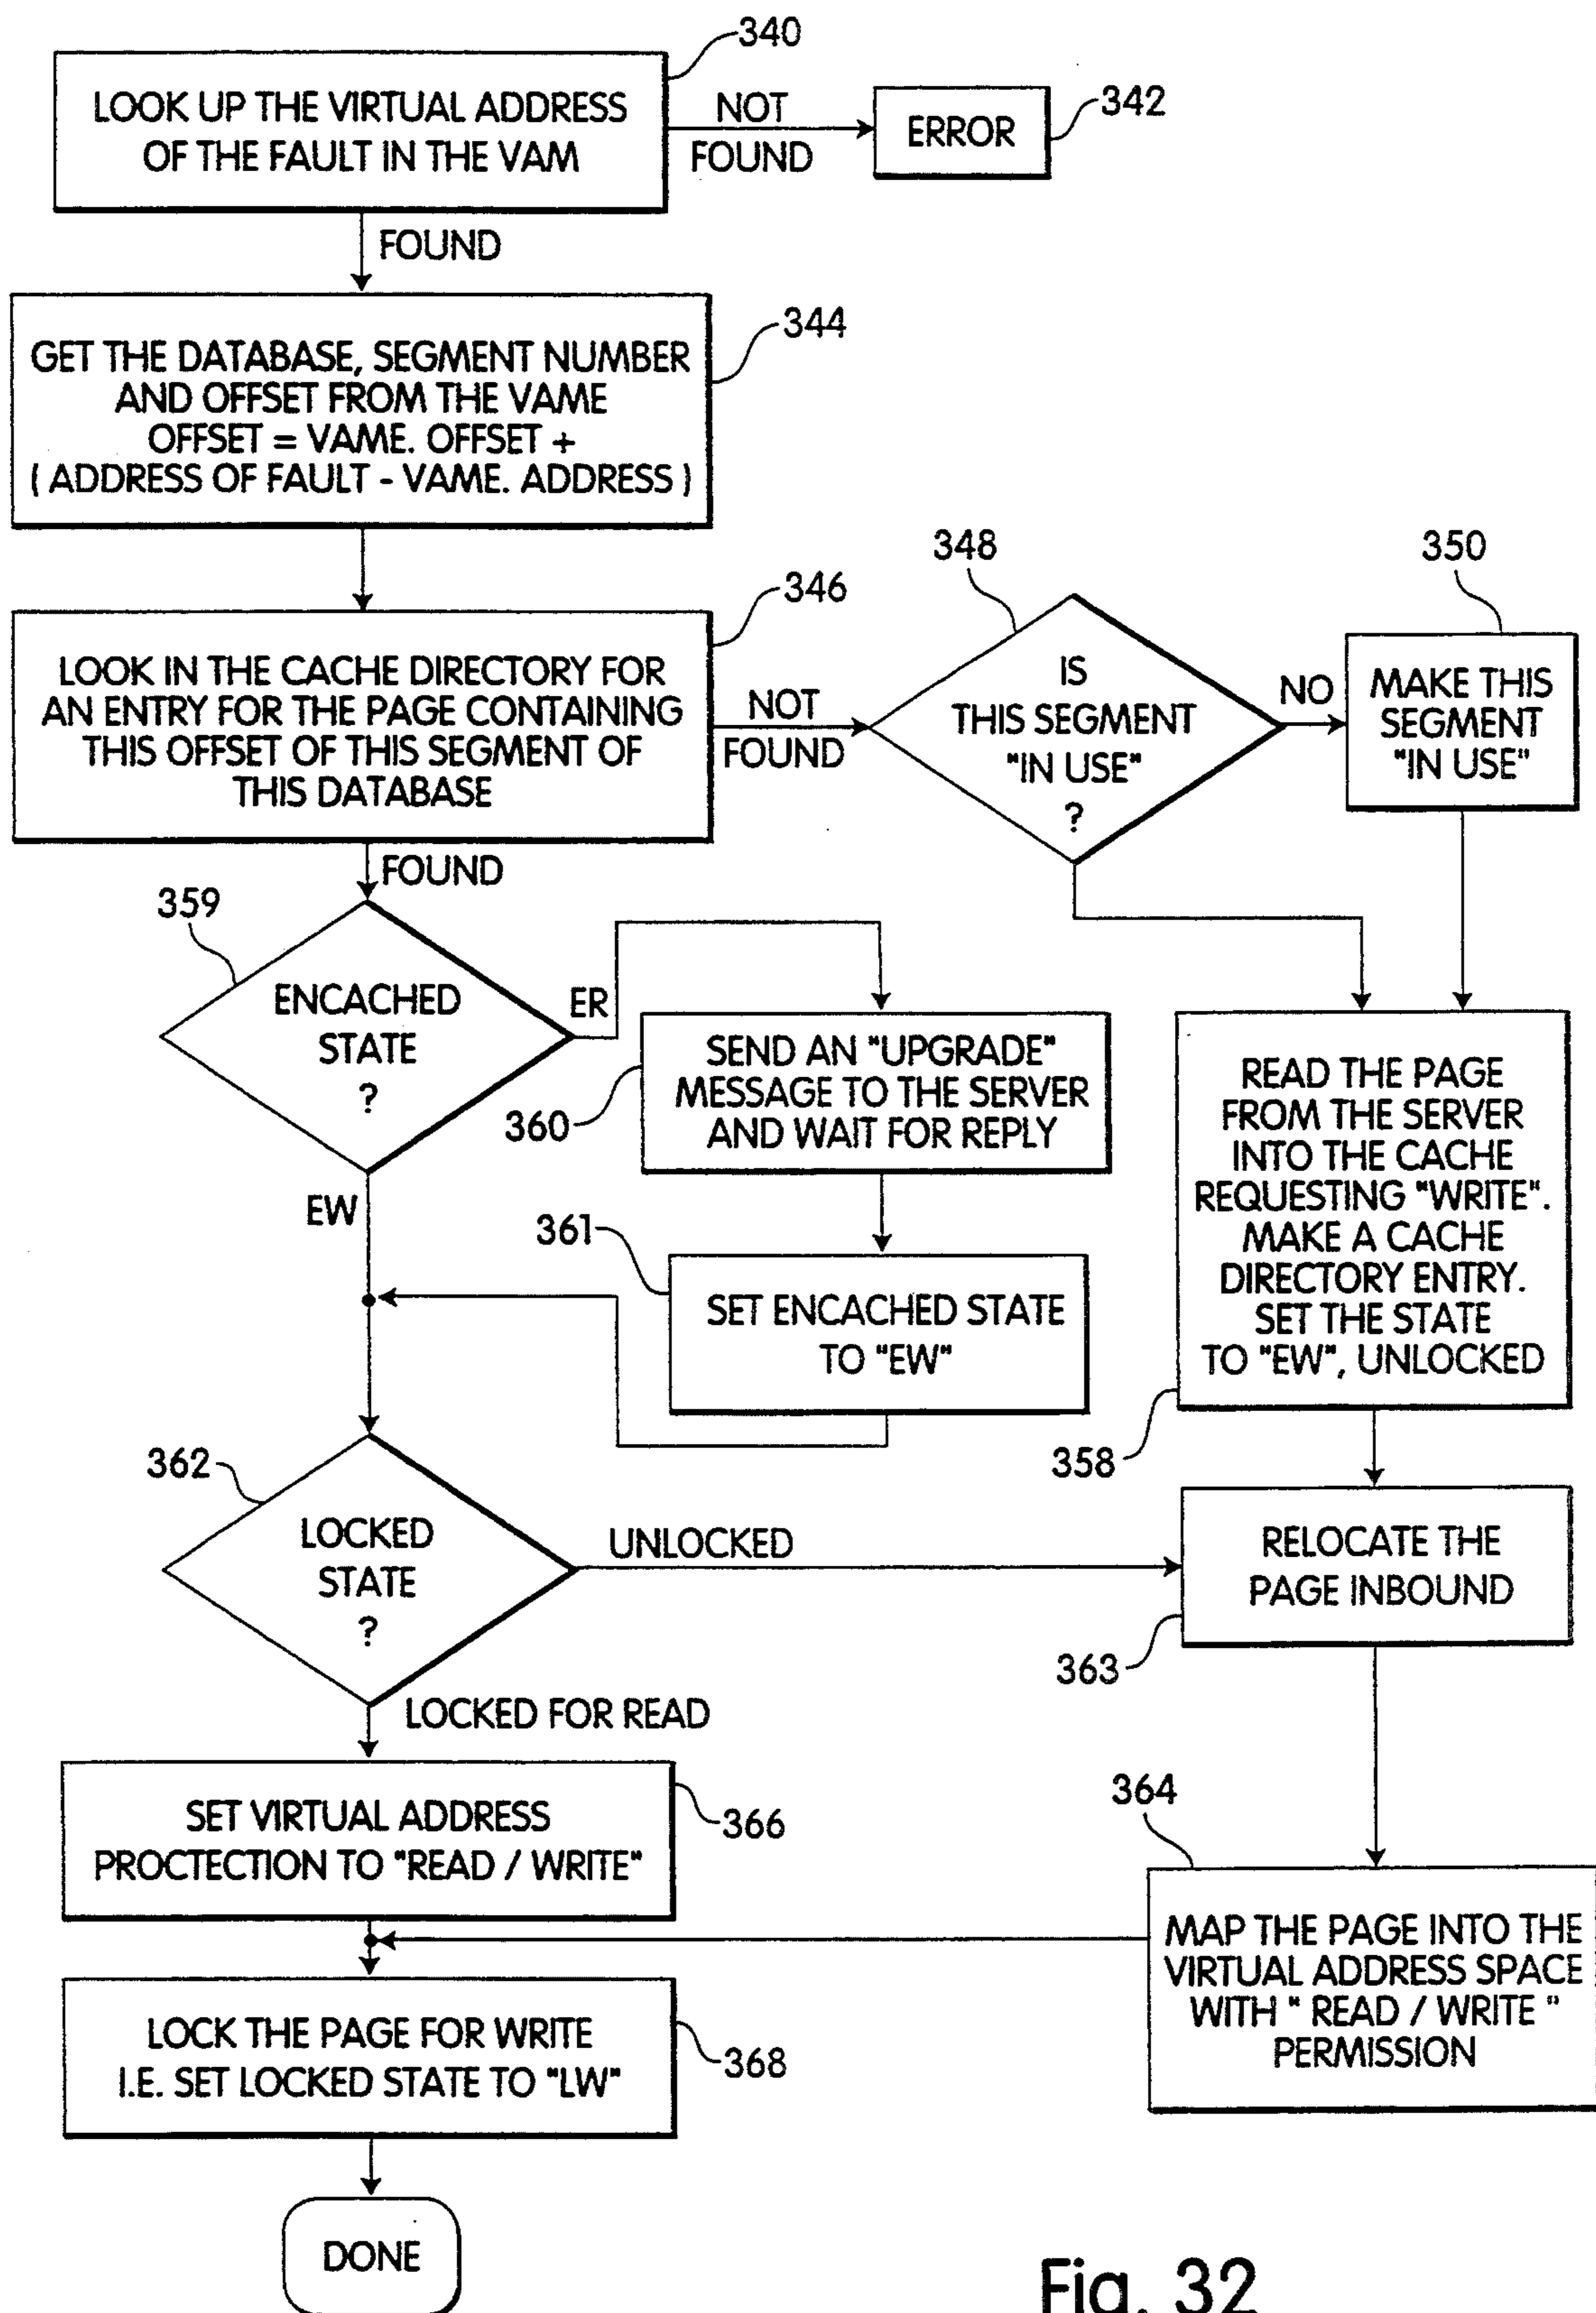 340
LOOK UP THE VIRTUAL ADDRESS
OF THE FAULT IN THE VAM
NOT
FOUND
ERROR
342
FOUND
344
GET THE DATABASE, SEGMENT NUMBER
AND OFFSET FROM THE VAME
OFFSET = VAME. OFFSET +
( ADDRESS OF FAULT - VAME. ADDRESS )
346
LOOK IN THE CACHE DIRECTORY FOR
AN ENTRY FOR THE PAGE CONTAINING
THIS OFFSET OF THIS SEGMENT OF
THIS DATABASE
NOT
FOUND
348
IS
THIS SEGMENT
"IN USE"
?
NO
350
MAKE THIS
SEGMENT
"IN USE"
FOUND
359
ENCACHED
STATE
?
ER
EW
360
SEND AN "UPGRADE"
MESSAGE TO THE SERVER
AND WAIT FOR REPLY
361
SET ENCACHED STATE
TO "EW"
READ THE PAGE
FROM THE SERVER
INTO THE CACHE
REQUESTING "WRITE".
MAKE A CACHE
DIRECTORY ENTRY.
SET THE STATE
TO "EW", UNLOCKED
358
362
LOCKED
STATE
?
UNLOCKED
RELOCATE THE
PAGE INBOUND
363
LOCKED FOR READ
SET VIRTUAL ADDRESS
PROCTECTION TO "READ / WRITE"
366
364
MAP THE PAGE INTO THE
VIRTUAL ADDRESS SPACE
WITH " READ / WRITE "
PERMISSION
LOCK THE PAGE FOR WRITE
I.E. SET LOCKED STATE TO "LW"
368
DONE
Fig. 32